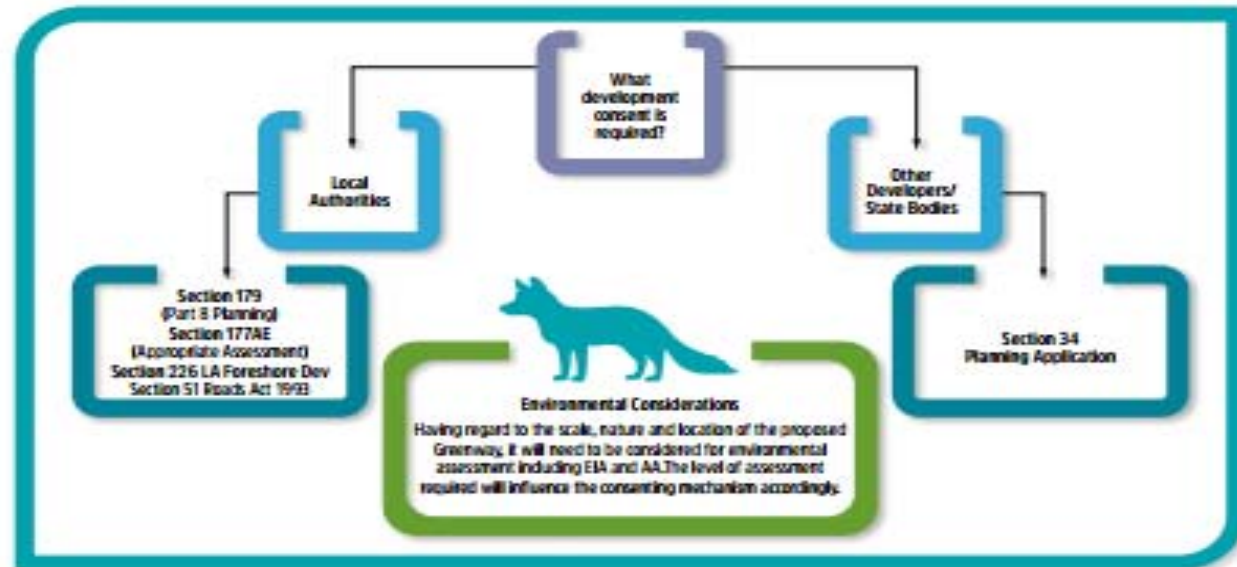 What
development
consent is
required?
Local
Authorities
Other
Developers/
State Bodies
Section 179
(Part 8 Planning)
Section 177AE
(Appropriate Assessment)
Section 226 LA Foreshore Dev
Section 51 Roads Act 1993
Section 34
Planning Application
Environmental Considerations
Having regard to the scale, nature and location of the proposed
Greenway, it will need to be considered for environmental
assessment including EIA and AA.The level of assessment
required will influence the consenting mechanism accordingly.